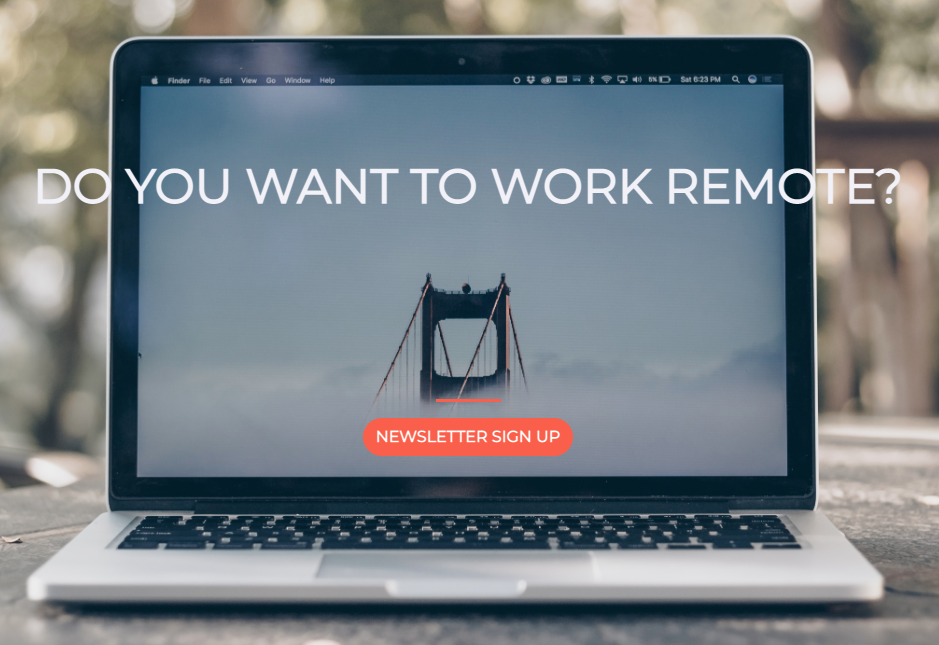 Finder File Edit View Go Window Help 5% Sat 6:23 PM
DO YOU WANT TO WORK REMOTE?
NEWSLETTER SIGN UP